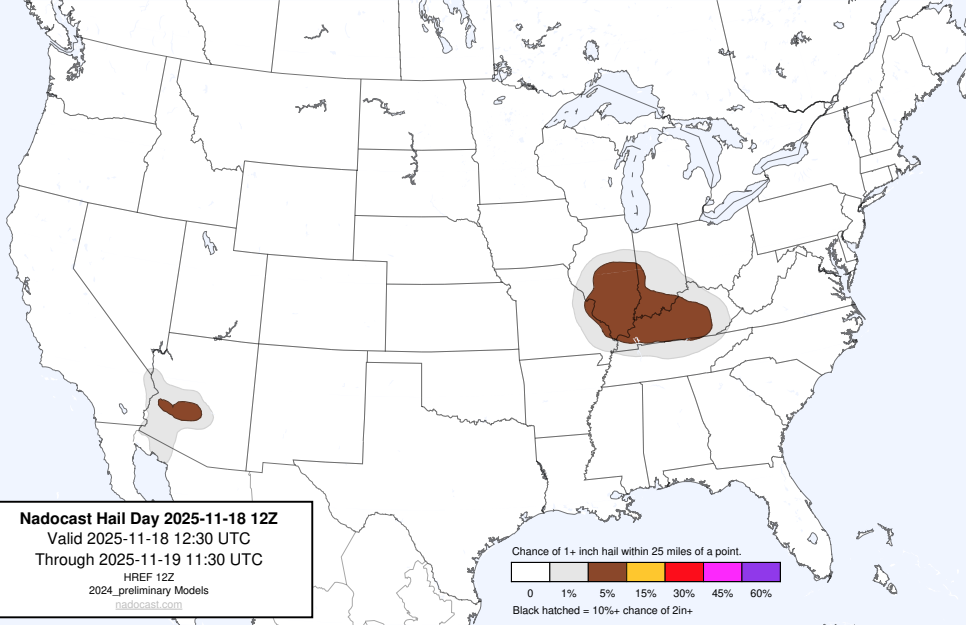 Nadocast Hail Day 2025-11-18 12Z
Valid 2025-11-18 12:30 UTC
Through 2025-11-19 11:30 UTC
HREF 12Z
2024_preliminary Models
nadocast.com
Chance of 1+ inch hail within 25 miles of a point.
0 1% 5% 15% 30% 45% 60%
Black hatched = 10%+ chance of 2in+